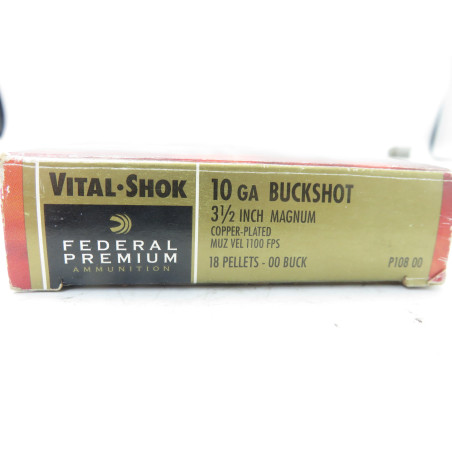 VITAL•SHOK
FEDERAL
PREMIUM
AMMUNITION
10 GA BUCKSHOT
3½ INCH MAGNUM
COPPER-PLATED
MUZ VEL 1100 FPS
18 PELLETS - 00 BUCK
P108 00